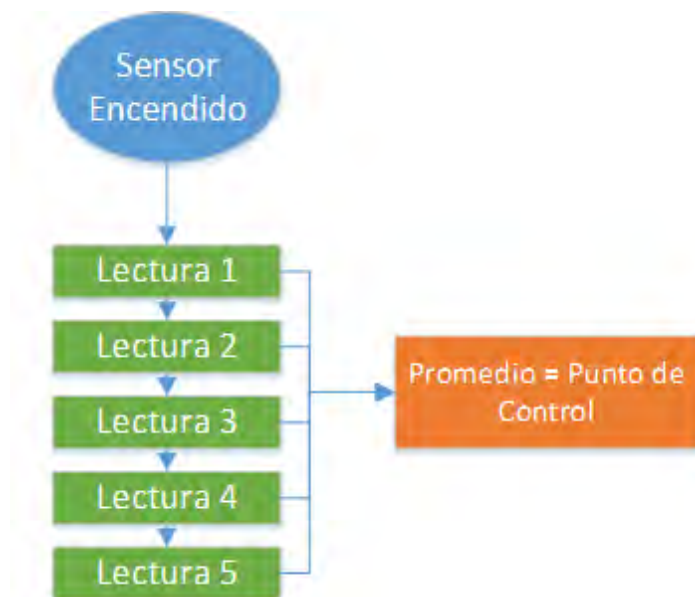 Sensor
Encendido
Lectura 1
Lectura 2
Lectura 3
Lectura 4
Lectura 5
Promedio = Punto de
Control